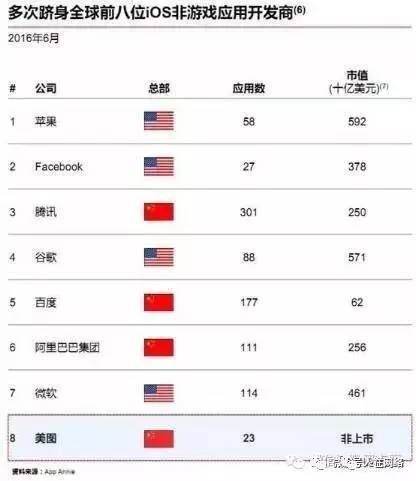 多次跻身全球前八位iOS非游戏应用开发商(6)
2016年6月
市值
# 公司 总部 应用数 (十亿美元)(7)
1 苹果 58 592
2 Facebook 27 378
3 腾讯 301 250
4 谷歌 88 571
5 百度 177 62
6 阿里巴巴集团 111 256
7 微软 114 461
8 美图 23 非上市
资料来源：App Annie